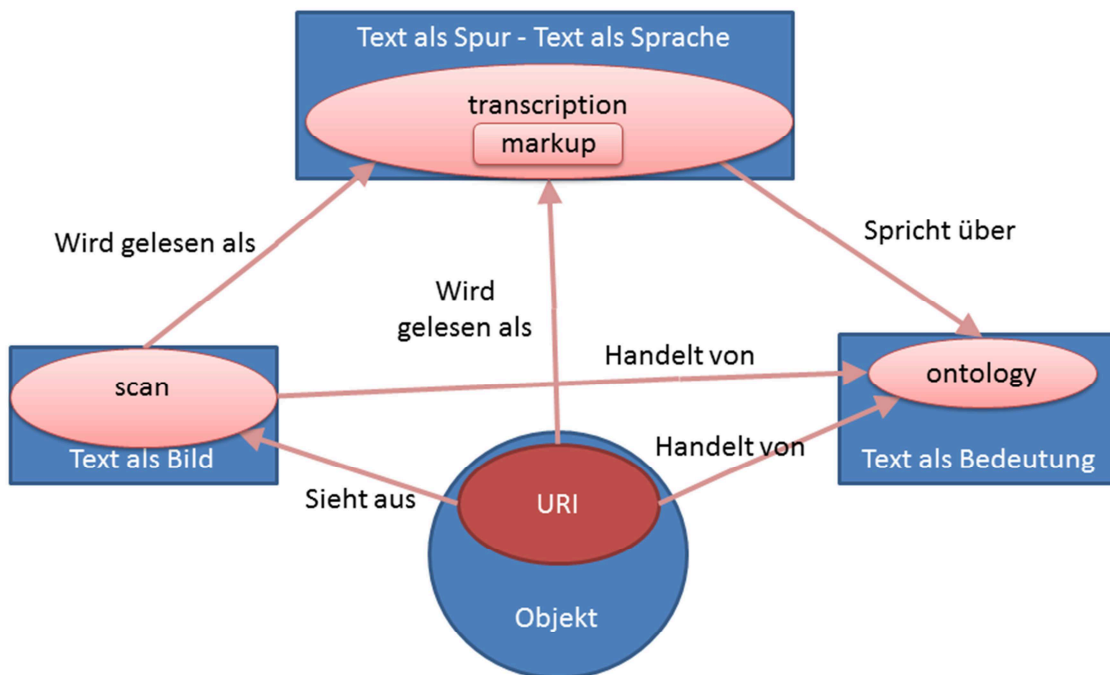 Text als Spur - Text als Sprache
transcription
markup
Wird gelesen als
Spricht über
Wird
gelesen als
Handelt von
scan
ontology
Text als Bild
Handelt von
Text als Bedeutung
Sieht aus
URI
Objekt